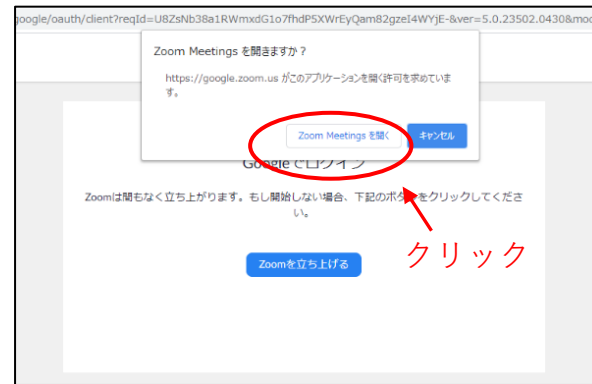 google/oauth/client?reqId=U8ZsNb38a1RWmxdG1o7fhdP5XWrEyQam82gzeI4WYjE-&ver=5.0.23502.0430&mod
Zoom Meetings を開きますか？
https://google.zoom.us がこのアプリケーションを開く許可を求めていま
す。
Zoom Meetings を開く キャンセル
Googleでログイン
Zoomは間もなく立ち上がります。もし開始しない場合、下記のボタンをクリックしてくださ
い。
Zoomを立ち上げる
クリック